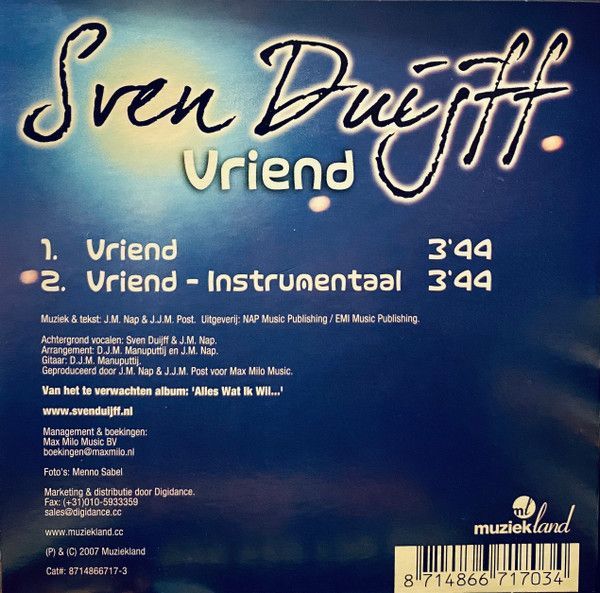 Sven Duijff
Vriend
1. Vriend 3'44
2. Vriend - Instrumentaal 3'44
Muziek & tekst: J.M. Nap & J.J.M. Post. Uitgeverij: NAP Music Publishing / EMI Music Publishing.
Achtergrond vocalen: Sven Duijff & J.M. Nap.
Arrangement: D.J.M. Manuputtij en J.M. Nap.
Gitaar: D.J.M. Manuputtij.
Geproduceerd door J.M. Nap & J.J.M. Post voor Max Milo Music.
Van het te verwachten album: 'Alles Wat Ik Wil...'
www.svenduijff.nl
Management & boekingen:
Max Milo Music BV
boekingen@maxmilo.nl
Foto's: Menno Sabel
Marketing & distributie door Digidance.
Fax: (+31)010-5933359
sales@digidance.cc
www.muziekland.cc
(P) & (C) 2007 Muziekland
Cat#: 8714866717-3
ml
muziekland
8 714866 717034